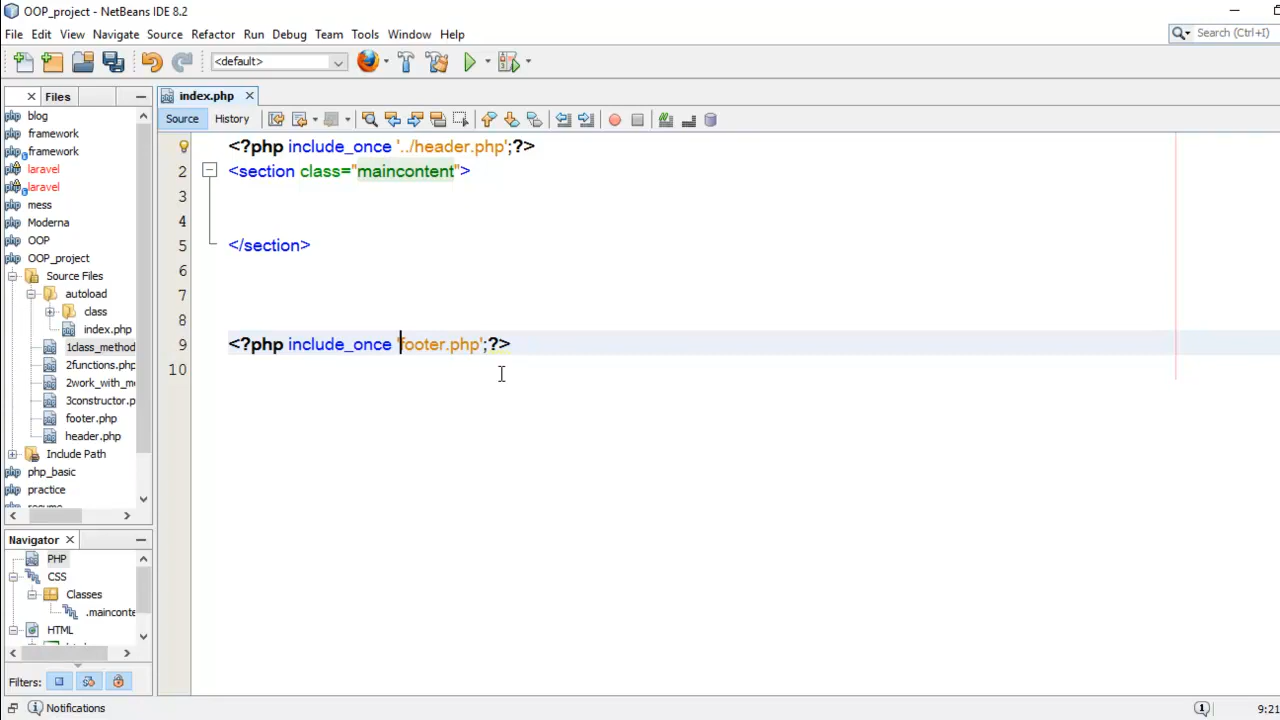 OOP_project - NetBeans IDE 8.2
File Edit View Navigate Source Refactor Run Debug Team Tools Window Help
Search (Ctrl+I)
<default>
Files
index.php
Source History
blog
framework
framework
laravel
laravel
mess
Moderna
OOP
OOP_project
Source Files
autoload
class
index.php
1class_method
2functions.php
2work_with_m
3constructor.p
footer.php
header.php
Include Path
php_basic
practice
<?php include_once '../header.php';?>
2 <section class="maincontent">
3
4
5 </section>
6
7
8
9 <?php include_once 'footer.php';?>
10
Navigator
PHP
CSS
Classes
.mainconte
HTML
Filters:
Notifications
9:21